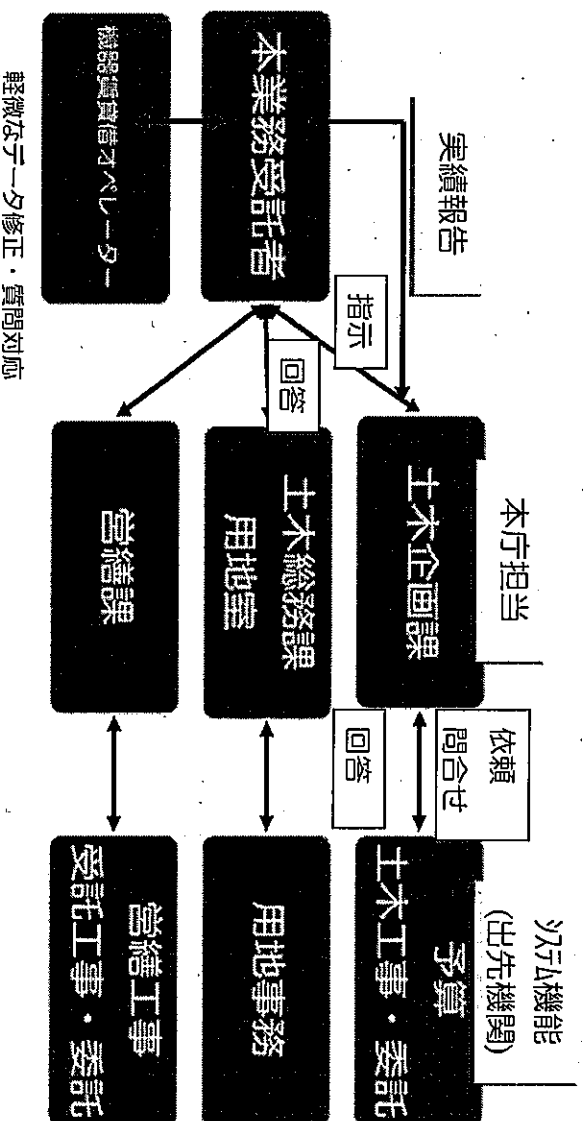 実績報告
本業務受託者
機器賃貸借オペレーター
軽微なデータ修正・質問対応
指示
回答
本庁担当
土木企画課
土木総務課
用地室
営繕課
依頼
問合せ
回答
システム機能
(出先機関)
予算
土木工事・委託
用地事務
営繕工事
受託工事・委託